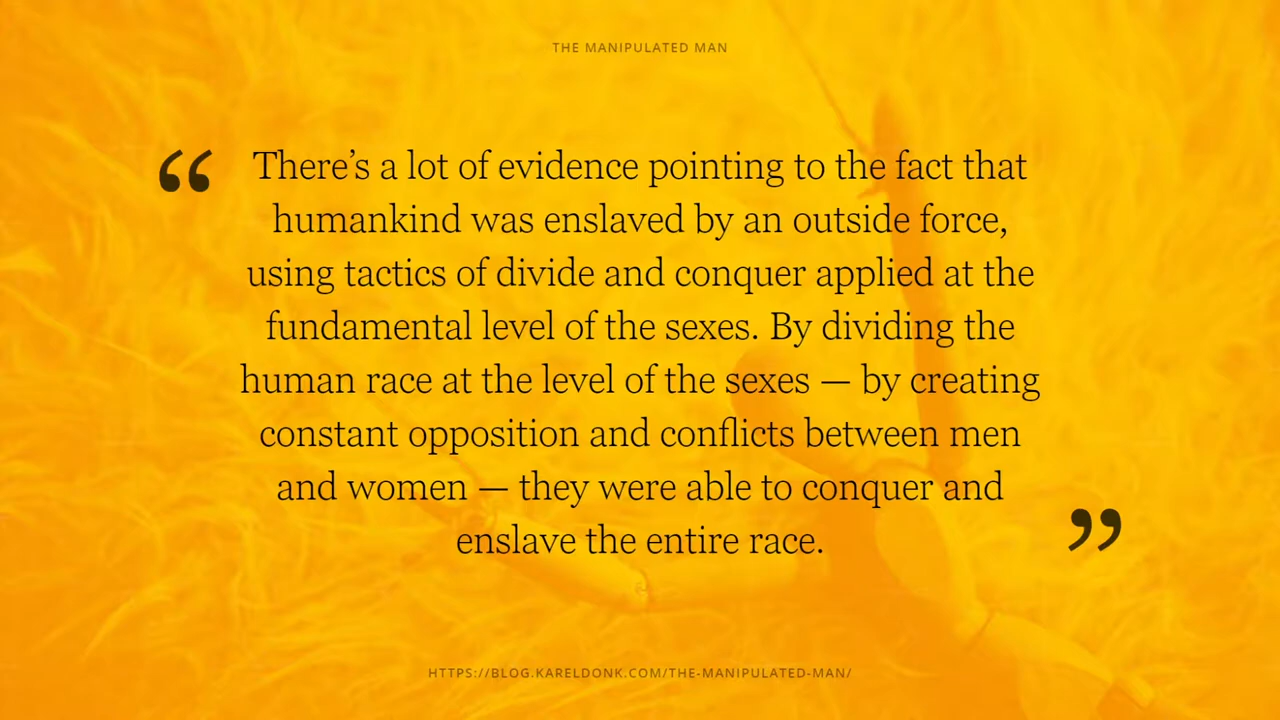 THE MANIPULATED MAN
“ There’s a lot of evidence pointing to the fact that
humankind was enslaved by an outside force,
using tactics of divide and conquer applied at the
fundamental level of the sexes. By dividing the
human race at the level of the sexes — by creating
constant opposition and conflicts between men
and women — they were able to conquer and
enslave the entire race. ”
HTTPS://BLOG.KARELDONK.COM/THE-MANIPULATED-MAN/